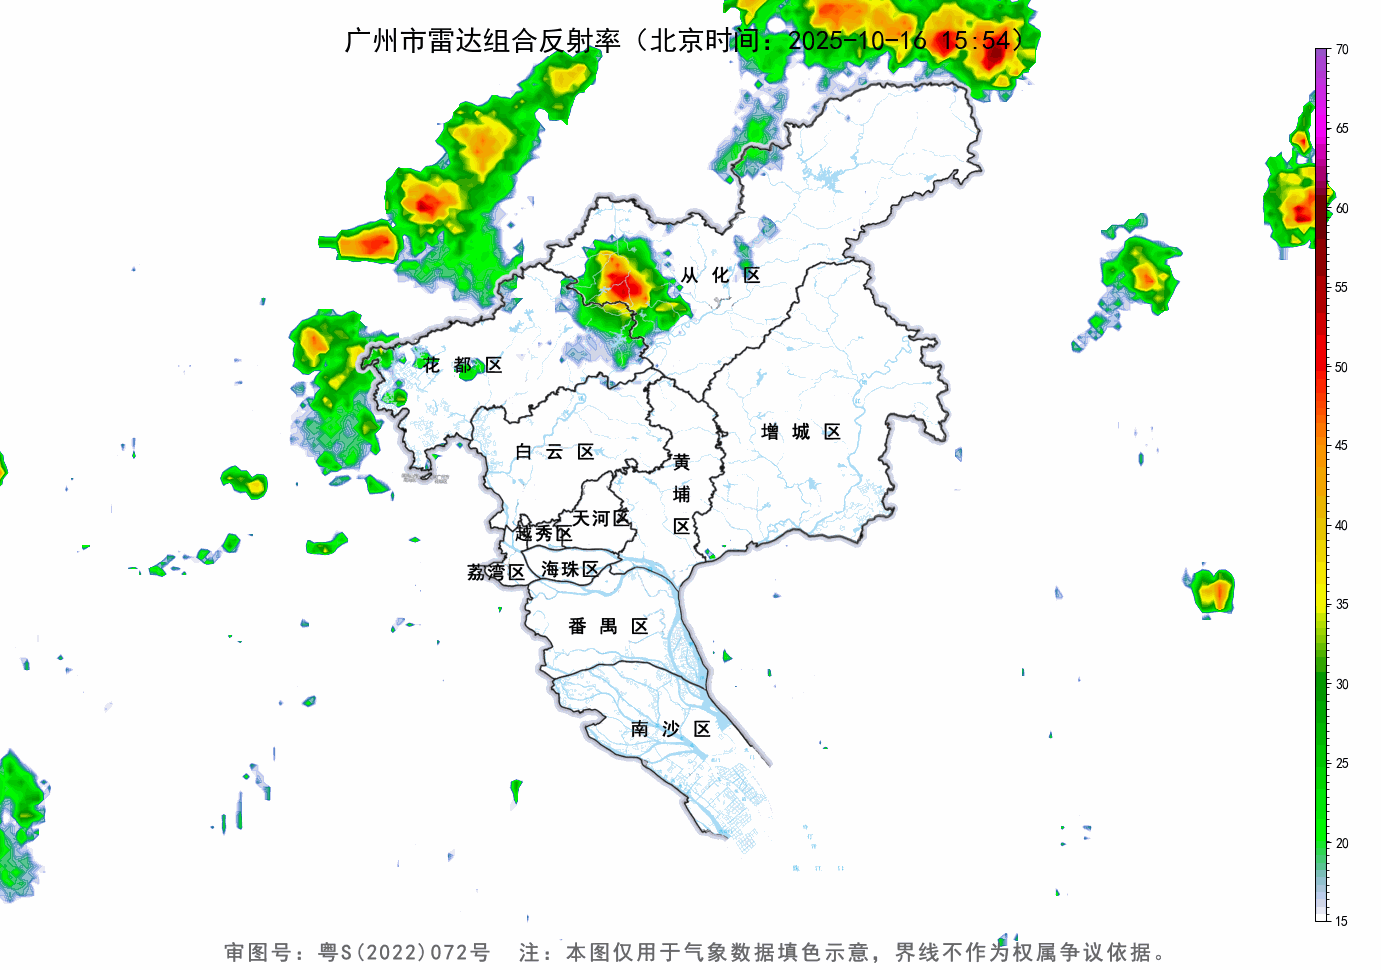 广州市雷达组合反射率（北京时间：2025-10-16 15:54）
70
65
60
55
50
45
40
35
30
25
20
15
从化区
花都区
增城区
白云区
黄埔区
天河区
越秀区
荔湾区
海珠区
番禺区
南沙区
审图号：粤S(2022)072号 注：本图仅用于气象数据填色示意，界线不作为权属争议依据。